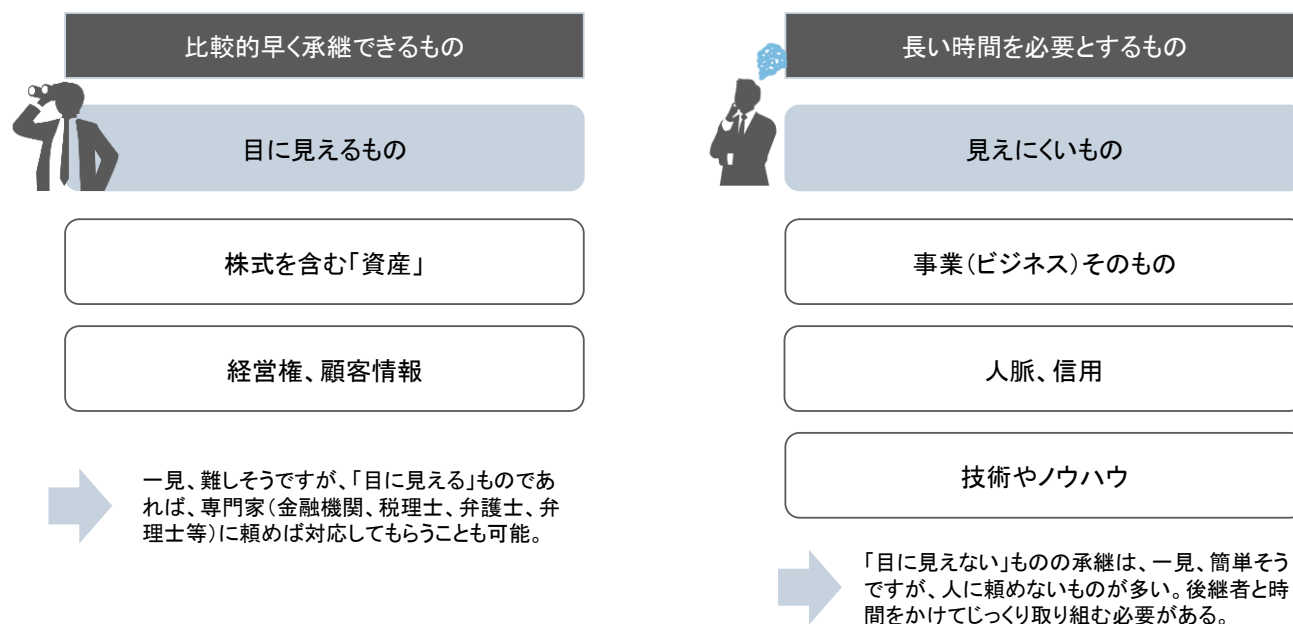 比較的早く承継できるもの
目に見えるもの
株式を含む「資産」
経営権、顧客情報
一見、難しそうですが、「目に見える」ものであ
れば、専門家（金融機関、税理士、弁護士、弁
理士等）に頼めば対応してもらうことも可能。
長い時間を必要とするもの
見えにくいもの
事業（ビジネス）そのもの
人脈、信用
技術やノウハウ
「目に見えない」ものの承継は、一見、簡単そう
ですが、人に頼めないものが多い。後継者と時
間をかけてじっくり取り組む必要がある。